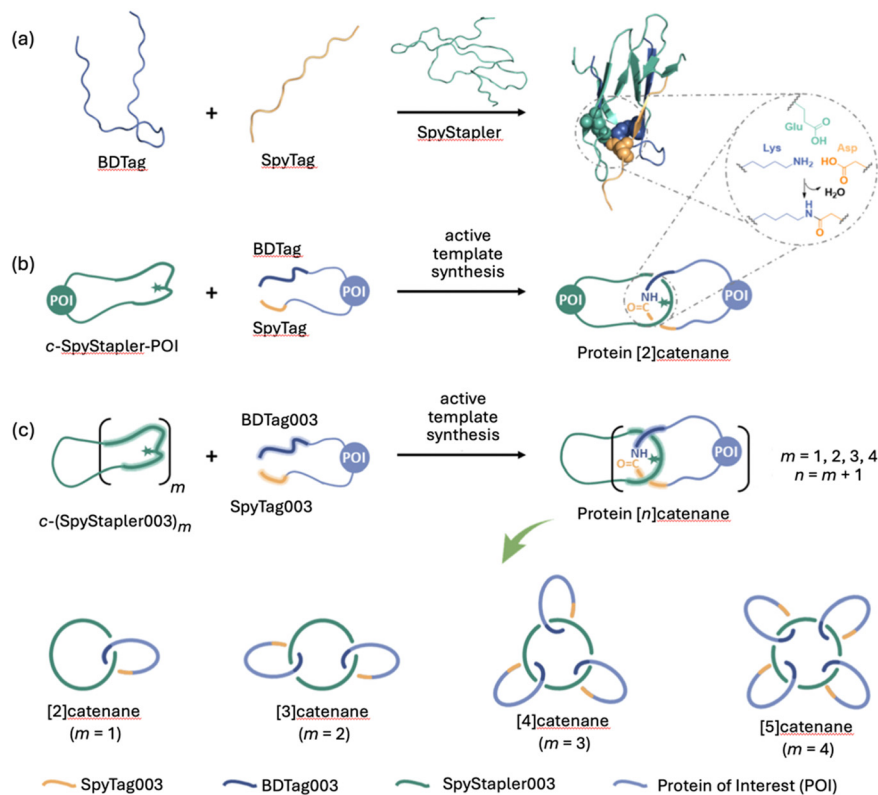 (a)
BDTag
+
SpyTag
SpyStapler
Glu
O
OH
Lys
NH₂
Asp
O
HO
H₂O
H
N
O
(b)
POI
c-SpyStapler-POI
+
BDTag
POI
SpyTag
active
template
synthesis
POI
NH
O=C
POI
Protein [2]catenane
(c)
m
c-(SpyStapler003)m
+
BDTag003
POI
SpyTag003
active
template
synthesis
NH
O=C
POI
Protein [n]catenane
m = 1, 2, 3, 4
n = m + 1
[2]catenane
(m = 1)
[3]catenane
(m = 2)
[4]catenane
(m = 3)
[5]catenane
(m = 4)
SpyTag003
BDTag003
SpyStapler003
Protein of Interest (POI)